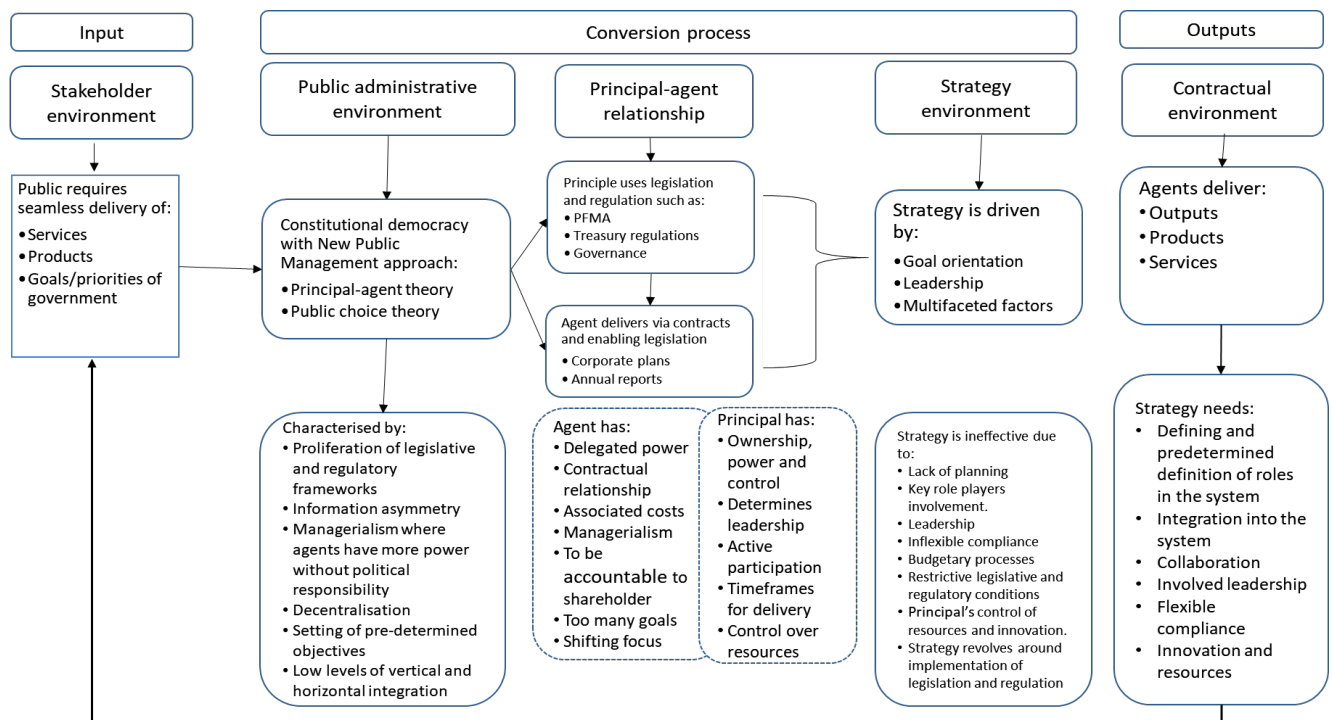 Input
Conversion process
Outputs
Stakeholder
environment
Public administrative
environment
Principal-agent
relationship
Strategy
environment
Contractual
environment
Public requires
seamless delivery of:
•Services
•Products
•Goals/priorities of
government
Constitutional democracy
with New Public
Management approach:
•Principal-agent theory
•Public choice theory
Characterised by:
• Proliferation of legislative
and regulatory
frameworks
• Information asymmetry
• Managerialism where
agents have more power
without political
responsibility
• Decentralisation
• Setting of pre-determined
objectives
• Low levels of vertical and
horizontal integration
Principle uses legislation
and regulation such as:
• PFMA
• Treasury regulations
• Governance
Agent delivers via contracts
and enabling legislation
• Corporate plans
• Annual reports
Agent has:
• Delegated power
• Contractual
relationship
• Associated costs
• Managerialism
• To be
accountable to
shareholder
• Too many goals
• Shifting focus
Principal has:
• Ownership,
power and
control
• Determines
leadership
• Active
participation
• Timeframes
for delivery
• Control over
resources
Strategy is driven
by:
•Goal orientation
•Leadership
•Multifaceted factors
Strategy is ineffective due
to:
• Lack of planning
• Key role players
involvement.
• Leadership
• Inflexible compliance
• Budgetary processes
• Restrictive legislative and
regulatory conditions
• Principal's control of
resources and innovation.
• Strategy revolves around
implementation of
legislation and regulation
Agents deliver:
•Outputs
•Products
•Services
Strategy needs:
• Defining and
predetermined
definition of roles
in the system
• Integration into the
system
• Collaboration
• Involved leadership
• Flexible
compliance
• Innovation and
resources